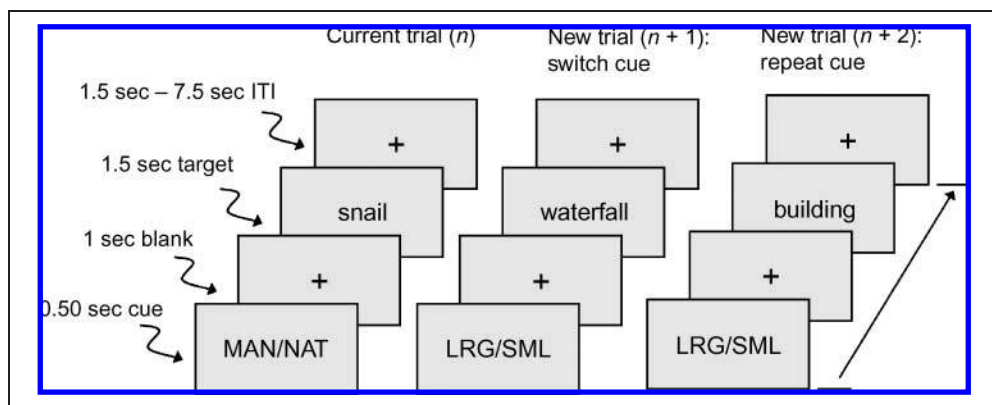 Current trial (n)
New trial (n + 1):
switch cue
New trial (n + 2):
repeat cue
1.5 sec – 7.5 sec ITI
+
+
+
1.5 sec target
snail
waterfall
building
1 sec blank
+
+
+
0.50 sec cue
MAN/NAT
LRG/SML
LRG/SML